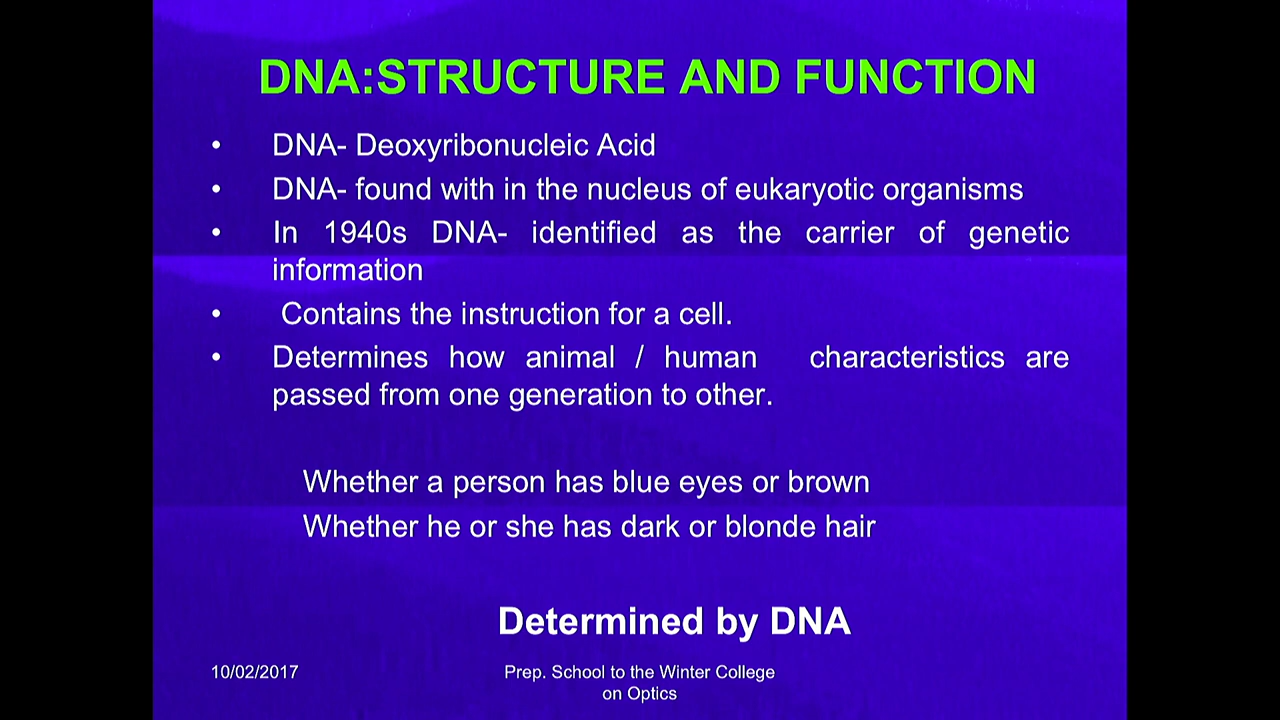 DNA:STRUCTURE AND FUNCTION
• DNA- Deoxyribonucleic Acid
• DNA- found with in the nucleus of eukaryotic organisms
• In 1940s DNA- identified as the carrier of genetic
information
• Contains the instruction for a cell.
• Determines how animal / human characteristics are
passed from one generation to other.
Whether a person has blue eyes or brown
Whether he or she has dark or blonde hair
Determined by DNA
10/02/2017
Prep. School to the Winter College
on Optics